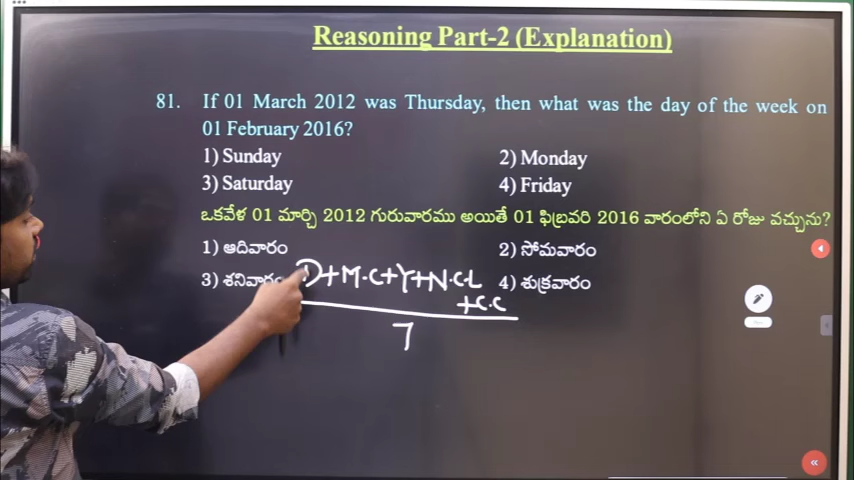 Reasoning Part-2 (Explanation)
81. If 01 March 2012 was Thursday, then what was the day of the week on
01 February 2016?
1) Sunday 2) Monday
3) Saturday 4) Friday
ఒకవేళ 01 మార్చి 2012 గురువారము అయితే 01 ఫిబ్రవరి 2016 వారంలోని ఏ రోజు వచ్చును?
1) ఆదివారం 2) సోమవారం
3) శనివారం 4) శుక్రవారం
D+M.C+Y+N.C.L
+C.C
7